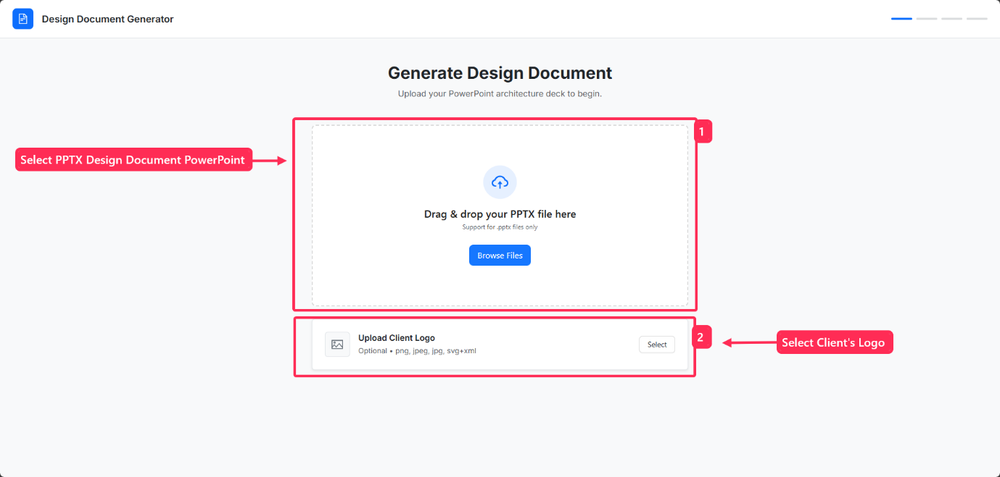 Design Document Generator
Generate Design Document
Upload your PowerPoint architecture deck to begin.
1
Select PPTX Design Document PowerPoint
Drag & drop your PPTX file here
Support for .pptx files only
Browse Files
2
Upload Client Logo
Optional • png, jpeg, jpg, svg+xml
Select
Select Client's Logo